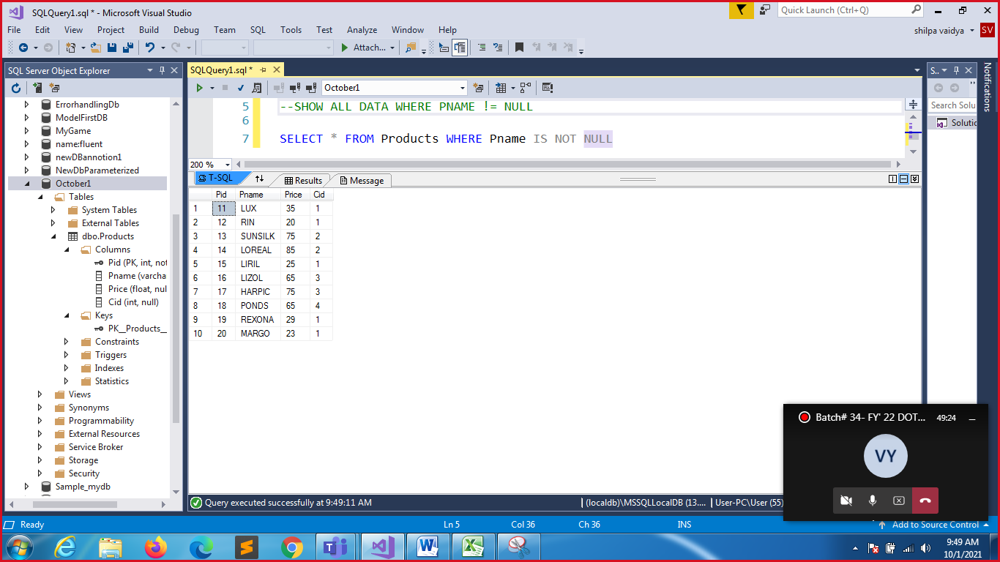 SQLQuery1.sql * - Microsoft Visual Studio
Quick Launch (Ctrl+Q)
File Edit View Project Build Debug Team SQL Tools Test Analyze Window Help
shilpa vaidya SV
Attach...
SQL Server Object Explorer
ErrorhandlingDb
ModelFirstDB
MyGame
name:fluent
newDBannotion1
NewDbParameterized
October1
Tables
System Tables
External Tables
dbo.Products
Columns
Pid (PK, int, not
Pname (varcha
Price (float, nul
Cid (int, null)
Keys
PK__Products__
Constraints
Triggers
Indexes
Statistics
Views
Synonyms
Programmability
External Resources
Service Broker
Storage
Security
Sample_mydb
SQLQuery1.sql *
October1
5 --SHOW ALL DATA WHERE PNAME != NULL
6
7 SELECT * FROM Products WHERE Pname IS NOT NULL
200 %
T-SQL Results Message
Pid Pname Price Cid
1 11 LUX 35 1
2 12 RIN 20 1
3 13 SUNSILK 75 2
4 14 LOREAL 85 2
5 15 LIRIL 25 1
6 16 LIZOL 65 3
7 17 HARPIC 75 3
8 18 PONDS 65 4
9 19 REXONA 29 1
10 20 MARGO 23 1
Query executed successfully at 9:49:11 AM
(localdb)\MSSQLLocalDB (13.... User-PC\User (55)
S..
Search Solu
Solutic
Notifications
Batch# 34- FY' 22 DOT... 49:24
VY
Ready Ln 5 Col 36 Ch 36 INS Add to Source Control
9:49 AM
10/1/2021